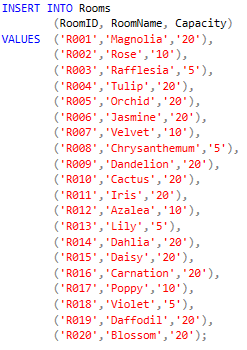 INSERT INTO Rooms
(RoomID, RoomName, Capacity)
VALUES ('R001','Magnolia','20'),
('R002','Rose','10'),
('R003','Rafflesia','5'),
('R004','Tulip','20'),
('R005','Orchid','20'),
('R006','Jasmine','20'),
('R007','Velvet','10'),
('R008','Chrysanthemum','5'),
('R009','Dandelion','20'),
('R010','Cactus','20'),
('R011','Iris','20'),
('R012','Azalea','10'),
('R013','Lily','5'),
('R014','Dahlia','20'),
('R015','Daisy','20'),
('R016','Carnation','20'),
('R017','Poppy','10'),
('R018','Violet','5'),
('R019','Daffodil','20'),
('R020','Blossom','20');